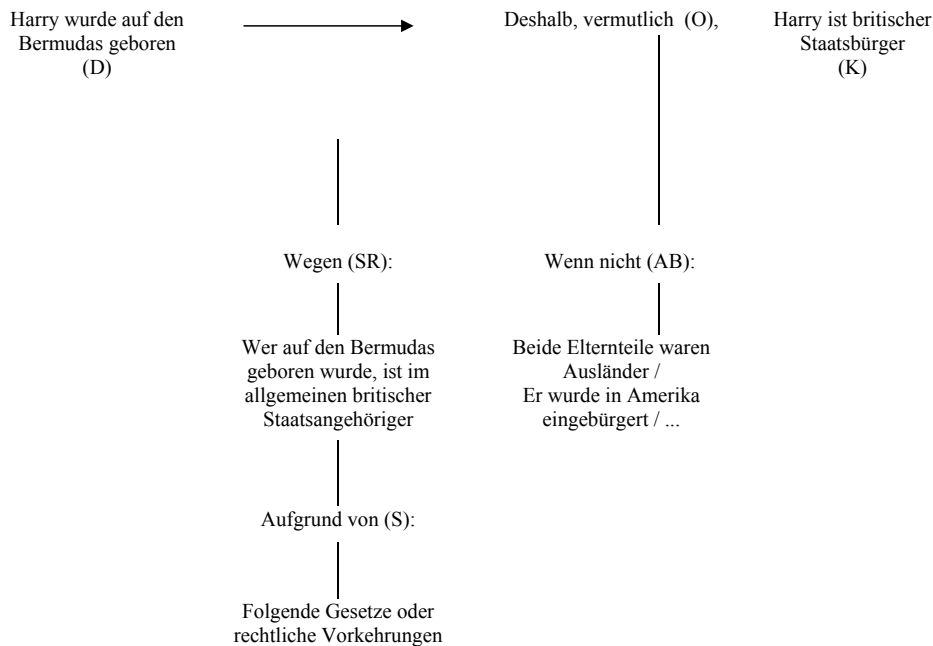 Harry wurde auf den
Bermudas geboren
(D)
Deshalb, vermutlich (O),
Harry ist britischer
Staatsbürger
(K)
Wegen (SR):
Wenn nicht (AB):
Wer auf den Bermudas
geboren wurde, ist im
allgemeinen britischer
Staatsangehöriger
Beide Elternteile waren
Ausländer /
Er wurde in Amerika
eingebürgert / ...
Aufgrund von (S):
Folgende Gesetze oder
rechtliche Vorkehrungen